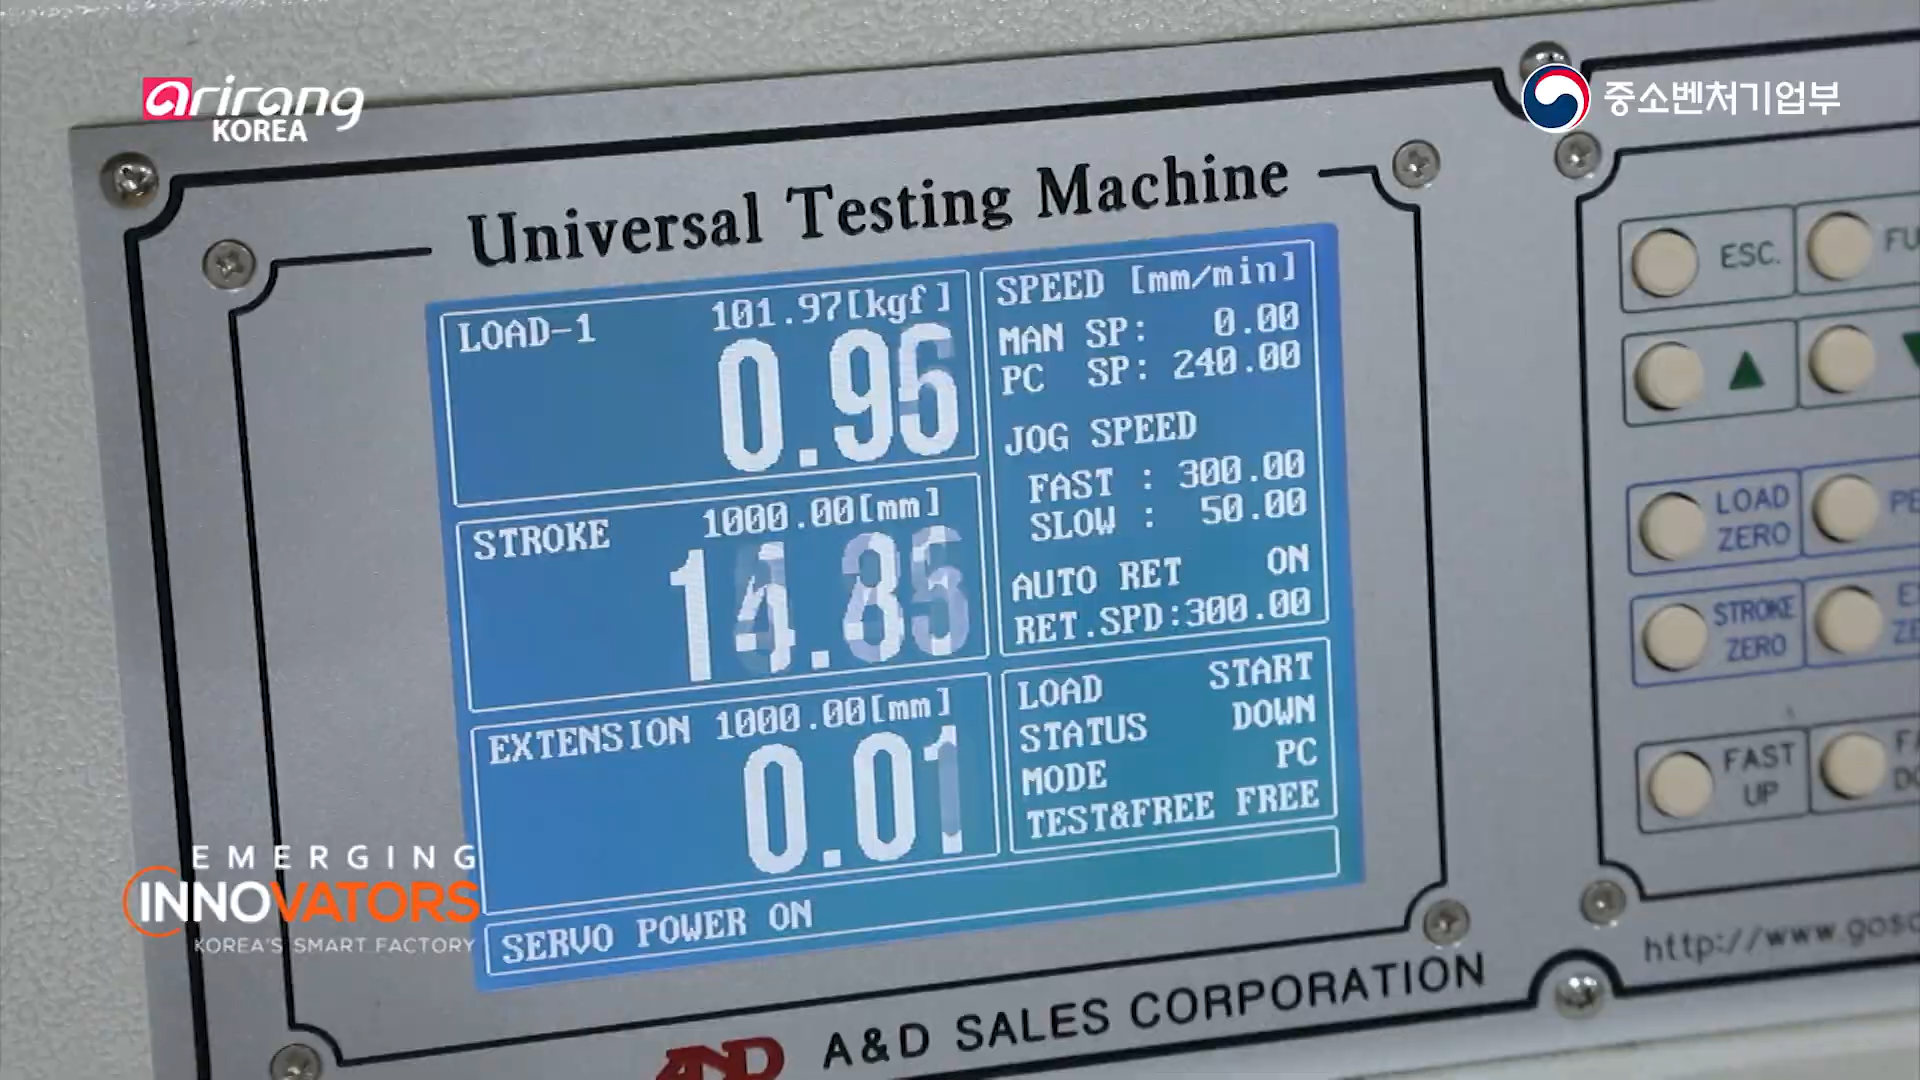 arirang
KOREA
중소벤처기업부
Universal Testing Machine
LOAD-1 101.97[kgf]
0.95
STROKE 1000.00[mm]
EXTENSION 1000.00[mm]
0.01
SERVO POWER ON
SPEED [mm/min]
MAN SP: 0.00
PC SP: 240.00
JOG SPEED
FAST : 300.00
SLOW : 50.00
AUTO RET ON
RET.SPD:300.00
LOAD START
STATUS DOWN
MODE PC
TEST&FREE FREE
ESC.
LOAD
ZERO
STROKE
ZERO
FAST
UP
AND A&D SALES CORPORATION
EMERGING
INNOVATORS
KOREA'S SMART FACTORY